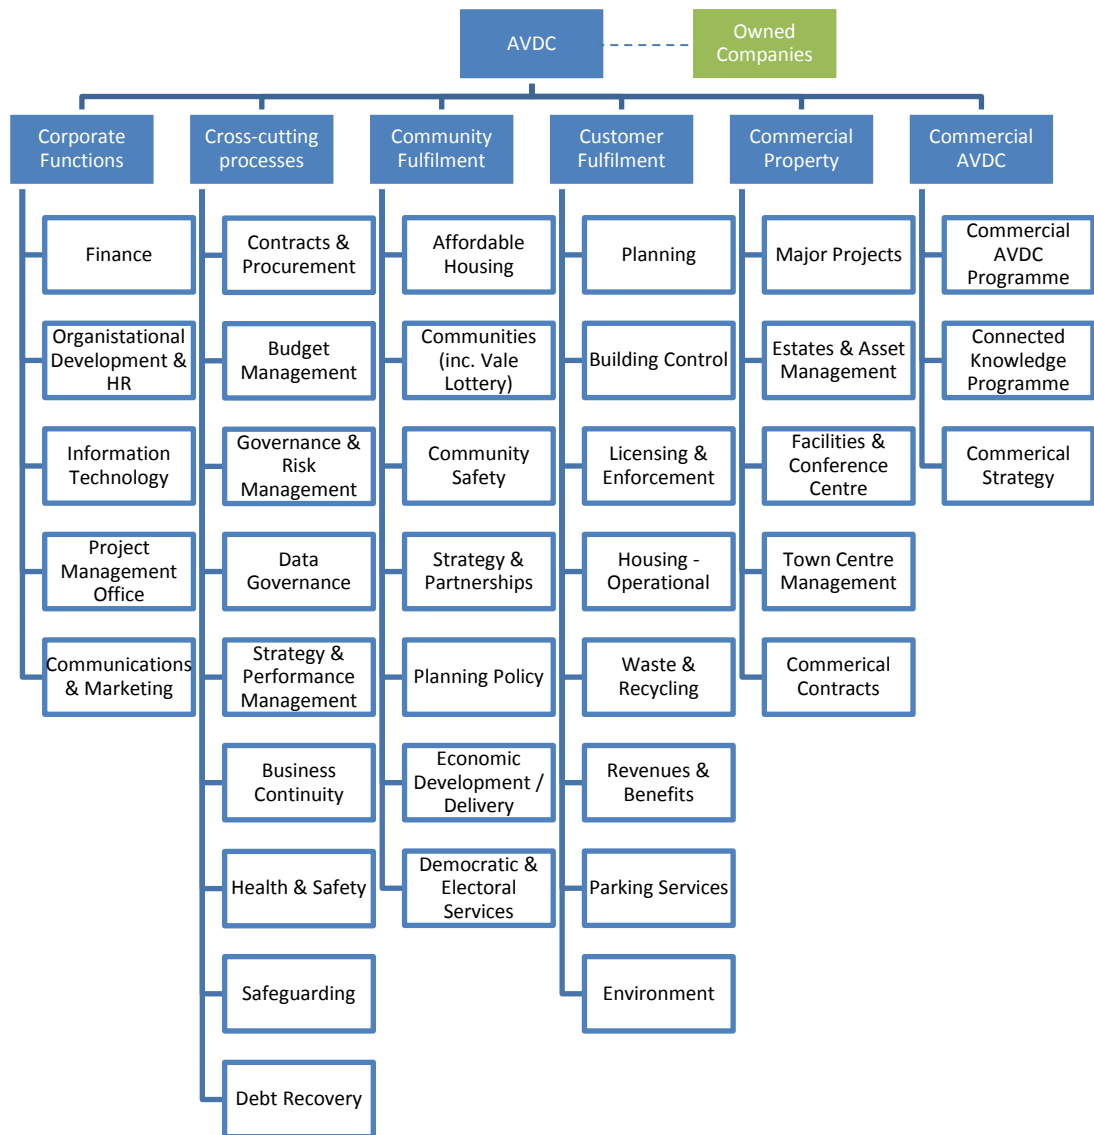 AVDC
Owned
Companies
Corporate
Functions
Cross-cutting
processes
Community
Fulfilment
Customer
Fulfilment
Commercial
Property
Commercial
AVDC
Finance
Organistational
Development &
HR
Information
Technology
Project
Management
Office
Communications
& Marketing
Contracts &
Procurement
Budget
Management
Governance &
Risk
Management
Data
Governance
Strategy &
Performance
Management
Business
Continuity
Health & Safety
Safeguarding
Debt Recovery
Affordable
Housing
Communities
(inc. Vale
Lottery)
Community
Safety
Strategy &
Partnerships
Planning Policy
Economic
Development /
Delivery
Democratic &
Electoral
Services
Planning
Building Control
Licensing &
Enforcement
Housing -
Operational
Waste &
Recycling
Revenues &
Benefits
Parking Services
Environment
Major Projects
Estates & Asset
Management
Facilities &
Conference
Centre
Town Centre
Management
Commerical
Contracts
Commercial
AVDC
Programme
Connected
Knowledge
Programme
Commerical
Strategy